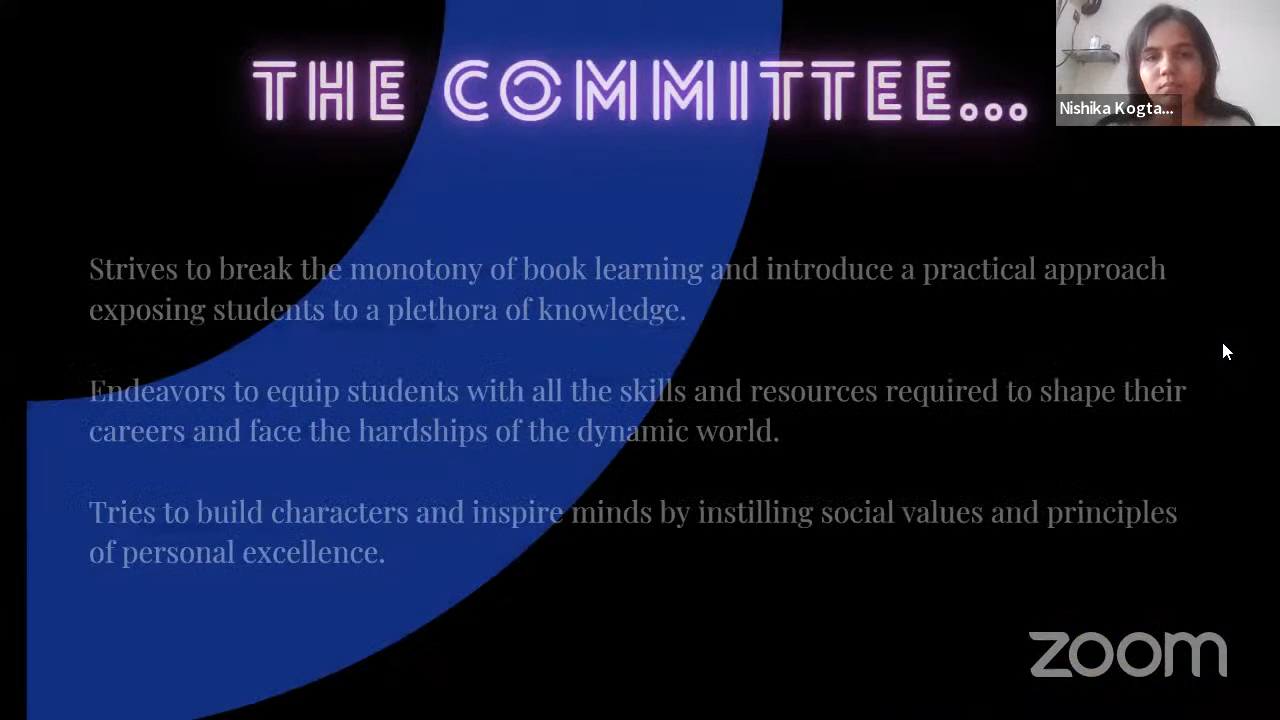 THE COMMITTEE...
Nishika Kogta...
Strives to break the monotony of book learning and introduce a practical approach
exposing students to a plethora of knowledge.
Endeavors to equip students with all the skills and resources required to shape their
careers and face the hardships of the dynamic world.
Tries to build characters and inspire minds by instilling social values and principles
of personal excellence.
zoom